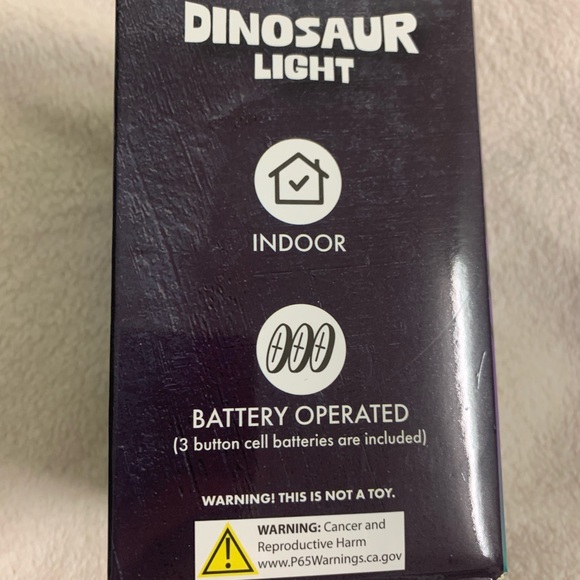 DINOSAUR
LIGHT
INDOOR
BATTERY OPERATED
(3 button cell batteries are included)
WARNING! THIS IS NOT A TOY.
WARNING: Cancer and
Reproductive Harm
www.P65Warnings.ca.gov